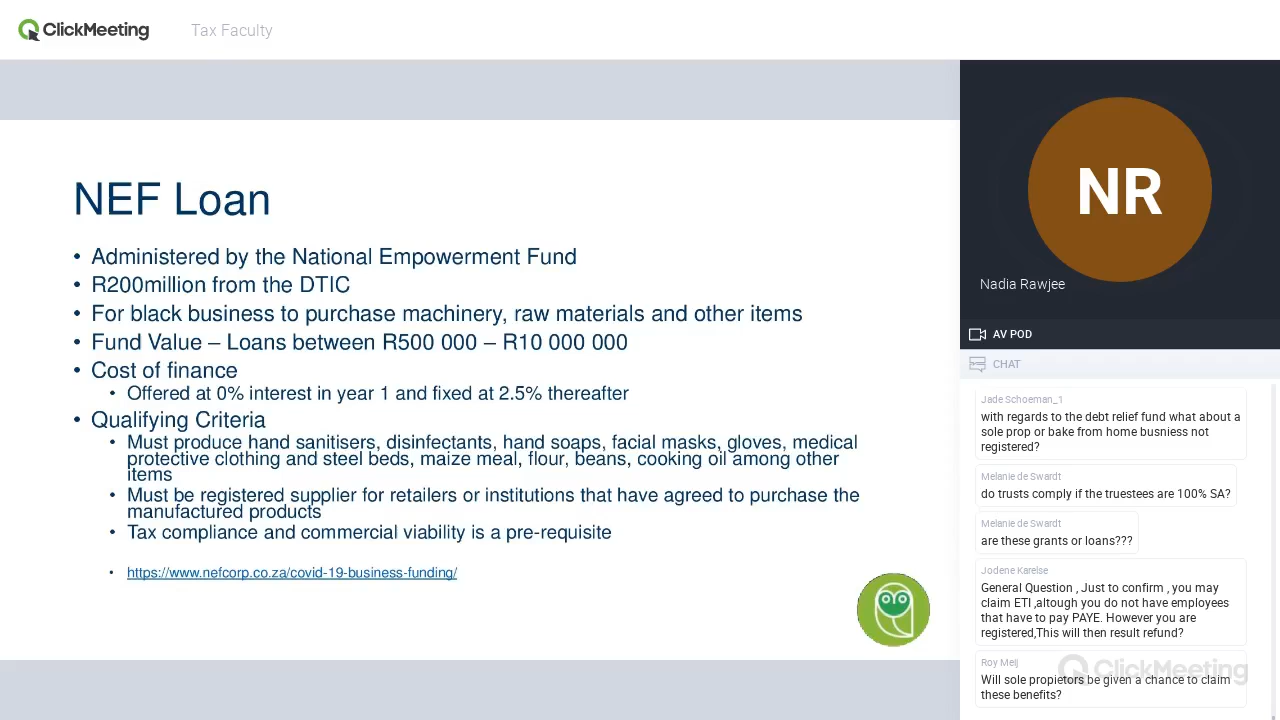 ClickMeeting
Tax Faculty
NEF Loan
• Administered by the National Empowerment Fund
• R200million from the DTIC
• For black business to purchase machinery, raw materials and other items
• Fund Value – Loans between R500 000 – R10 000 000
• Cost of finance
• Offered at 0% interest in year 1 and fixed at 2.5% thereafter
• Qualifying Criteria
• Must produce hand sanitisers, disinfectants, hand soaps, facial masks, gloves, medical
protective clothing and steel beds, maize meal, flour, beans, cooking oil among other
items
• Must be registered supplier for retailers or institutions that have agreed to purchase the
manufactured products
• Tax compliance and commercial viability is a pre-requisite
• https://www.nefcorp.co.za/covid-19-business-funding/
NR
Nadia Rawjee
AV POD
CHAT
Jade Schoeman_1
with regards to the debt relief fund what about a
sole prop or bake from home busniess not
registered?
Melanie de Swardt
do trusts comply if the truestees are 100% SA?
Melanie de Swardt
are these grants or loans???
Jodene Karelse
General Question , Just to confirm , you may
claim ETI ,altough you do not have employees
that have to pay PAYE. However you are
registered,This will then result refund?
Roy Meij
Will sole propietors be given a chance to claim
these benefits?
ClickMeeting